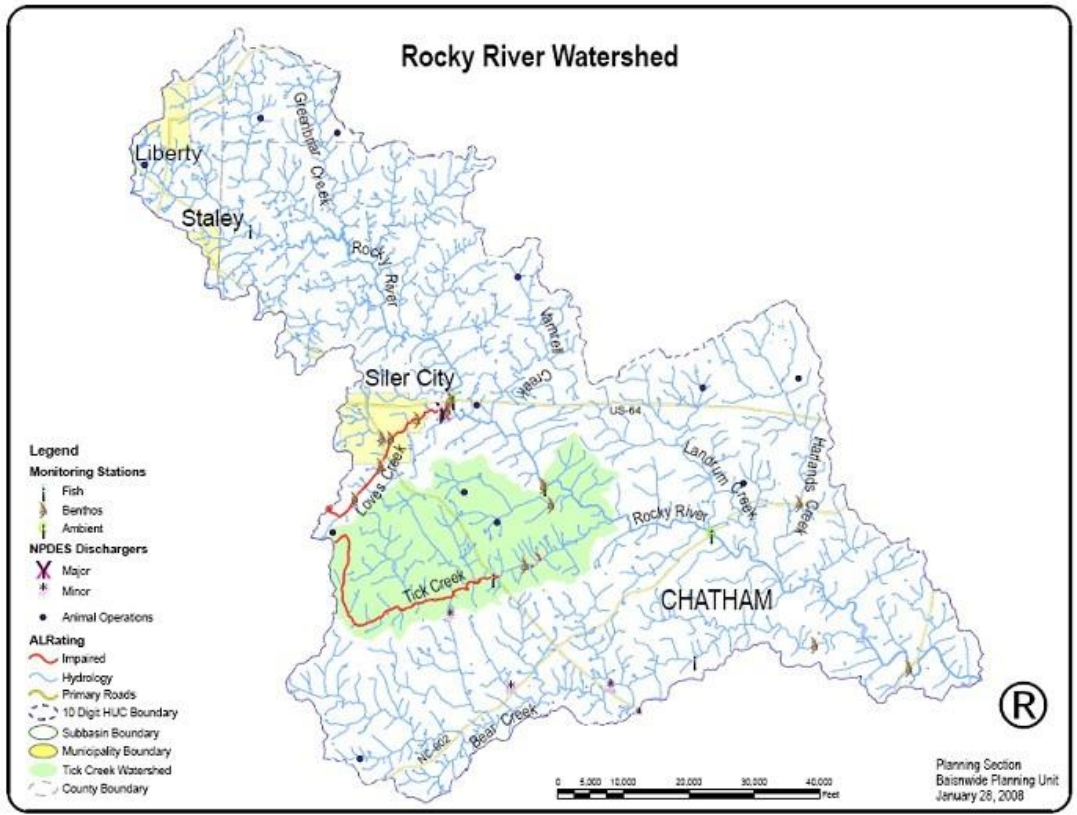 Rocky River Watershed
Greenbriar Creek
Liberty
Staley
Rocky River
Varnell Creek
Siler City
US-64
Loves Creek
Landrum Creek
Harlands Creek
Rocky River
Tick Creek
CHATHAM
Bear Creek
NC-902
Legend
Monitoring Stations
Fish
Benthos
Ambient
NPDES Dischargers
Major
Minor
Animal Operations
ALRating
Impaired
Hydrology
Primary Roads
10 Digit HUC Boundary
Subbasin Boundary
Municipality Boundary
Tick Creek Watershed
County Boundary
0 5,000 10,000 20,000 30,000 40,000
Feet
®
Planning Section
Baisnwide Planning Unit
January 28, 2008